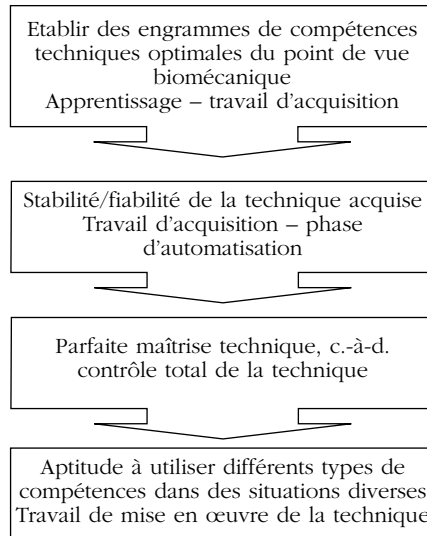 Etablir des engrammes de compétences
techniques optimales du point de vue
biomécanique
Apprentissage – travail d'acquisition
Stabilité/fiabilité de la technique acquise
Travail d'acquisition – phase
d'automatisation
Parfaite maîtrise technique, c.-à-d.
contrôle total de la technique
Aptitude à utiliser différents types de
compétences dans des situations diverses
Travail de mise en œuvre de la technique